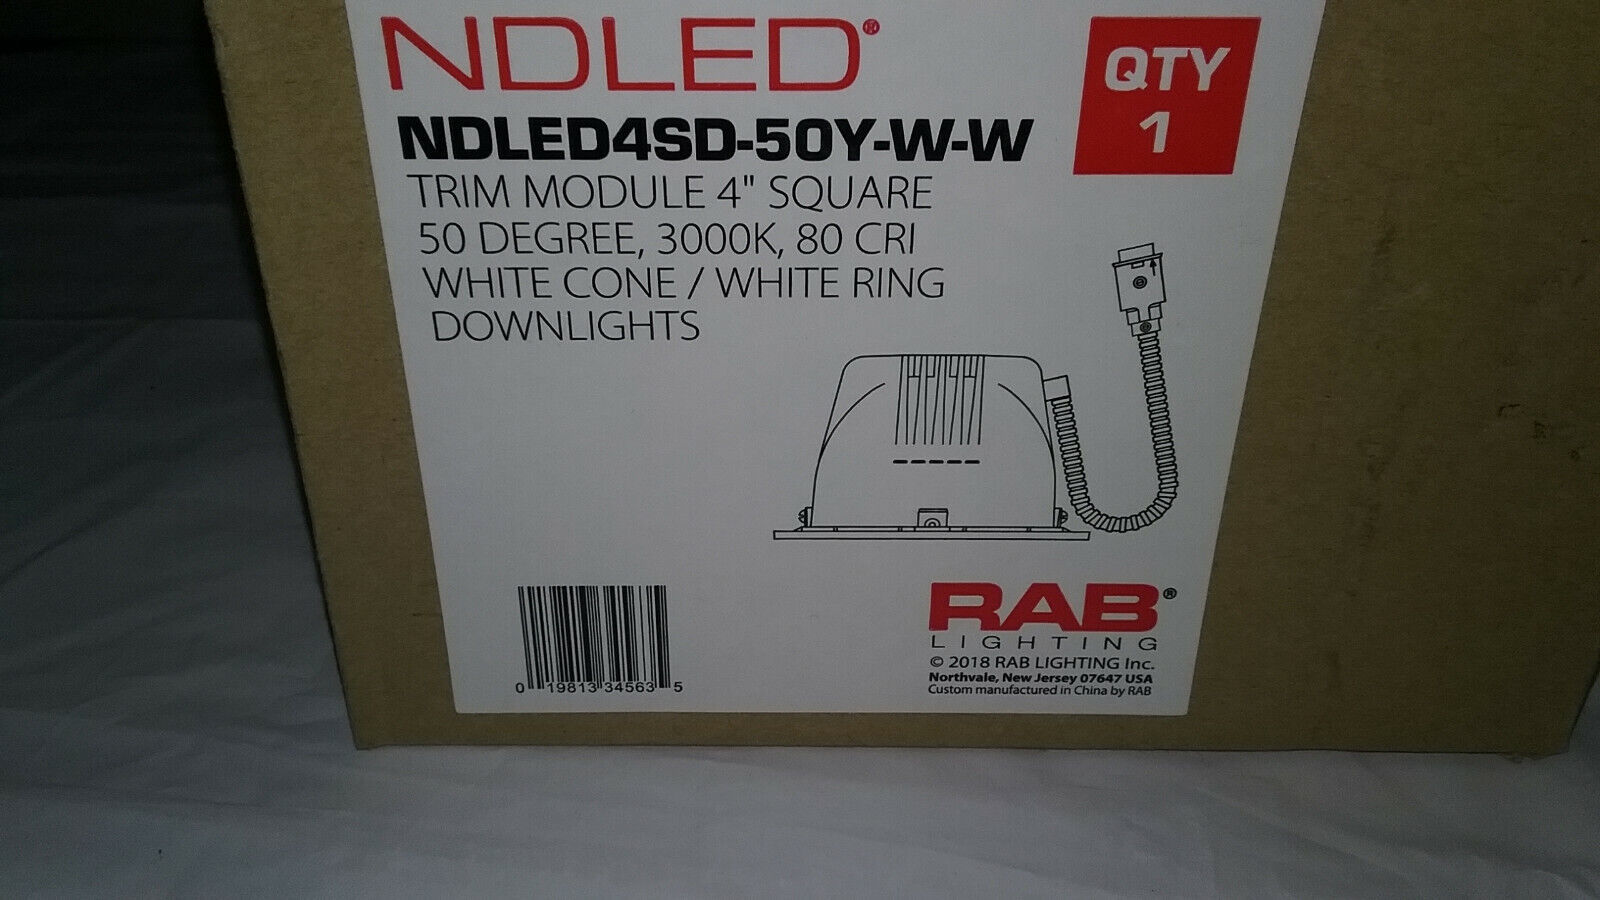 NDLED®
QTY
1
NDLED4SD-50Y-W-W
TRIM MODULE 4" SQUARE
50 DEGREE, 3000K, 80 CRI
WHITE CONE / WHITE RING
DOWNLIGHTS
0 19813 34563 5
RAB®
LIGHTING
© 2018 RAB LIGHTING Inc.
Northvale, New Jersey 07647 USA
Custom manufactured in China by RAB